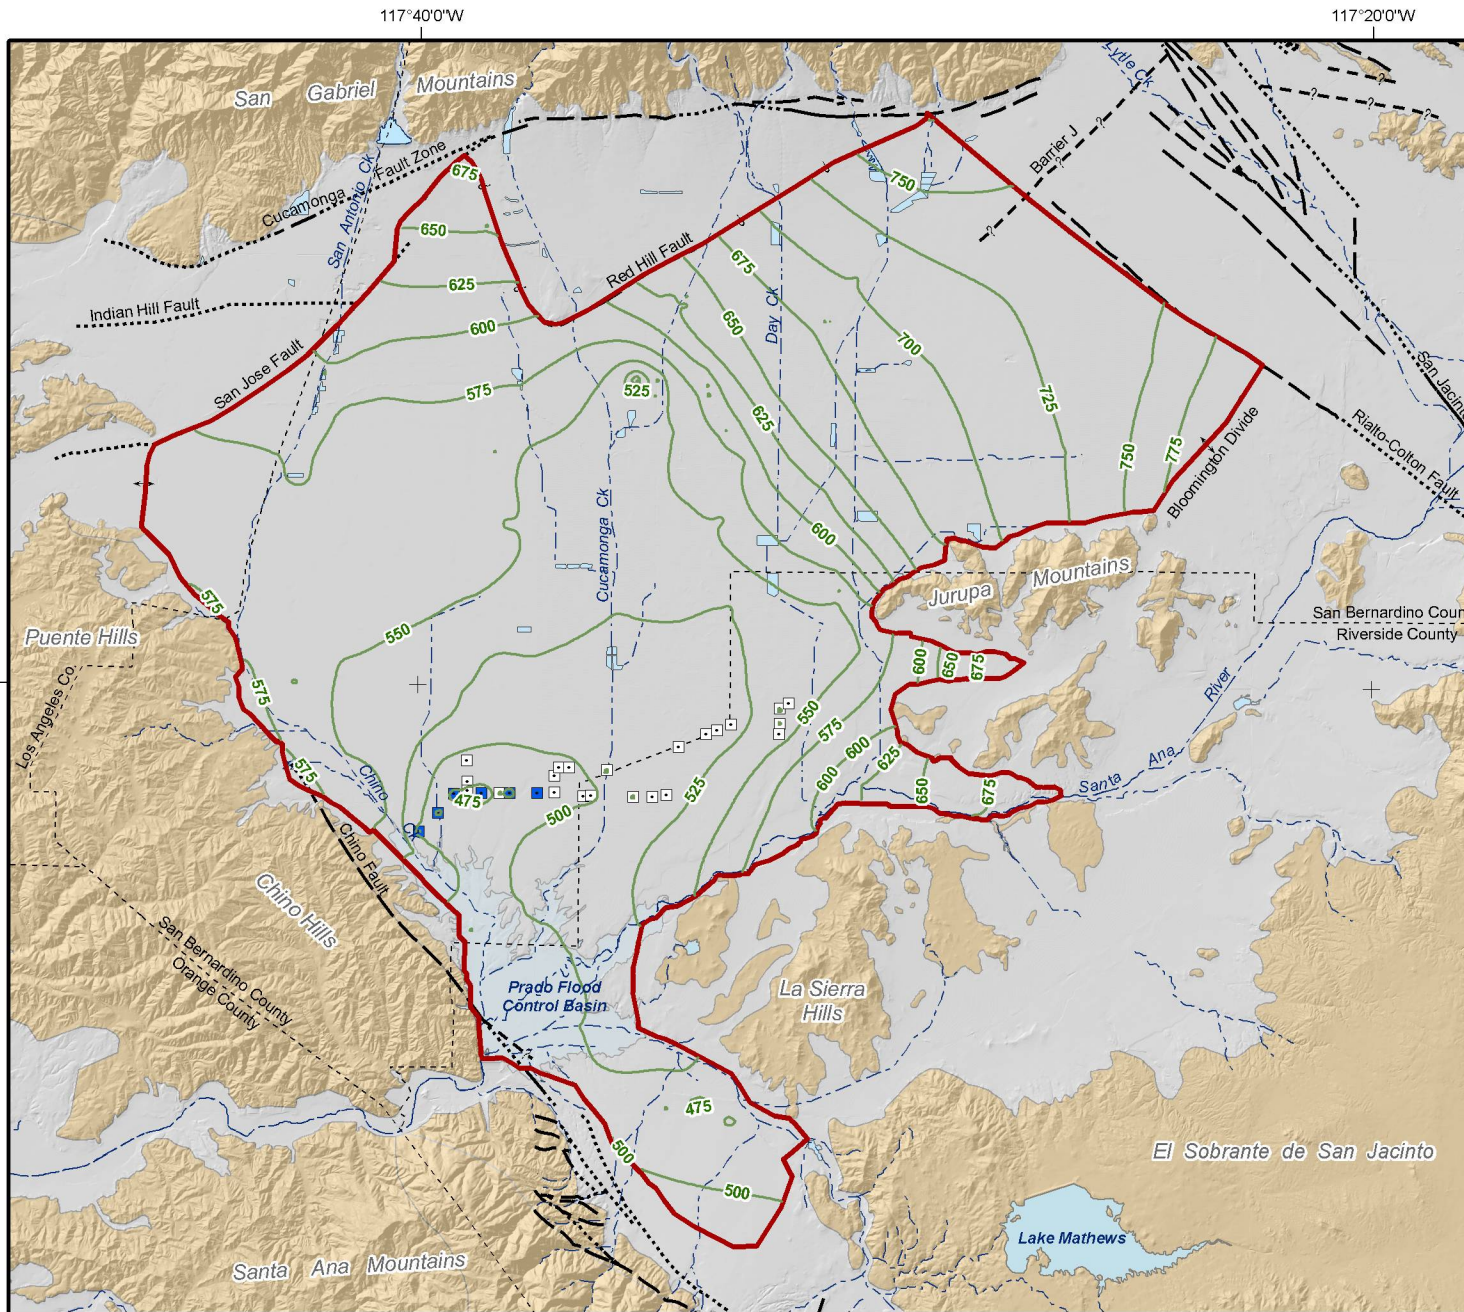 117°40'0"W
117°20'0"W
San Gabriel Mountains
Lytle Ck
?
?
?
?
Barrier J
?
?
San Antonio Ck
Cucamonga Fault Zone
675
750
650
625
Red Hill Fault
675
Indian Hill Fault
600
650
Day Ck
700
San Jose Fault
575
525
625
725
San Jacinto
Rialto-Colton Fault
750
775
Bloomington Divide
Cucamonga Ck
600
Jurupa Mountains
575
550
San Bernardino Coun
Riverside County
Puente Hills
600
650
675
River
575
Los Angeles Co.
550
575
600
575
625
600
Santa Ana
Chino
Ck
475
525
650
675
500
Chino Fault
Chino Hills
San Bernardino County
Orange County
Prado Flood
Control Basin
La Sierra
Hills
475
500
El Sobrante de San Jacinto
500
Lake Mathews
Santa Ana Mountains